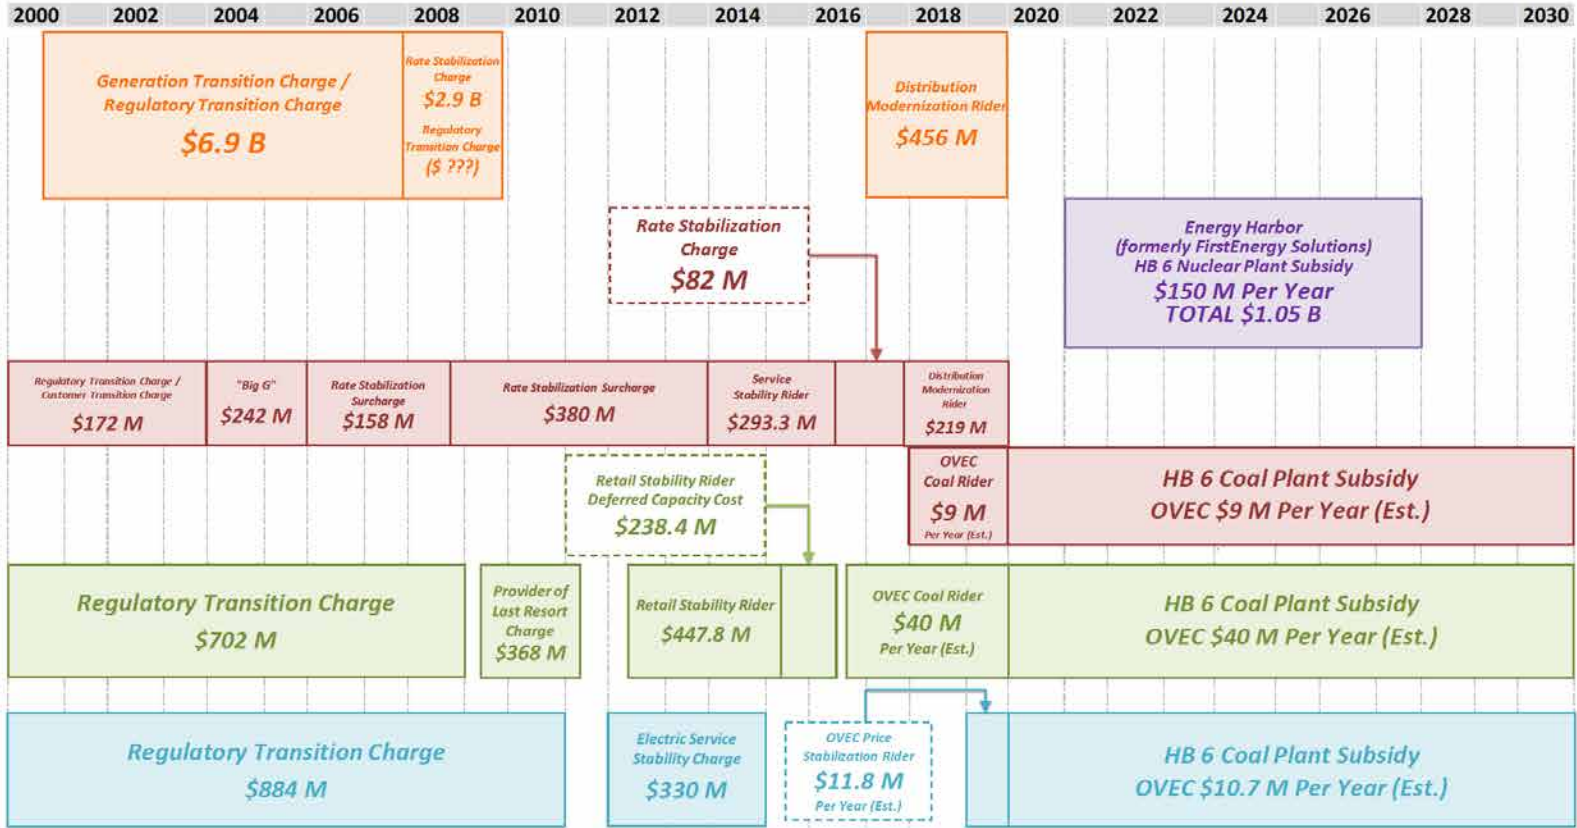 2000 2002 2004 2006 2008 2010 2012 2014 2016 2018 2020 2022 2024 2026 2028 2030
Generation Transition Charge /
Regulatory Transition Charge
$6.9 B
Rate Stabilization
Charge
$2.9 B
Regulatory
Transition Charge
($ ???)
Distribution
Modernization Rider
$456 M
Rate Stabilization
Charge
$82 M
Energy Harbor
(formerly FirstEnergy Solutions)
HB 6 Nuclear Plant Subsidy
$150 M Per Year
TOTAL $1.05 B
Regulatory Transition Charge /
Customer Transition Charge
$172 M
"Big G"
$242 M
Rate Stabilization
Surcharge
$158 M
Rate Stabilization Surcharge
$380 M
Service
Stability Rider
$293.3 M
Distribution
Modernization
Rider
$219 M
OVEC
Coal Rider
$9 M
Per Year (Est.)
HB 6 Coal Plant Subsidy
OVEC $9 M Per Year (Est.)
Retail Stability Rider
Deferred Capacity Cost
$238.4 M
Regulatory Transition Charge
$702 M
Provider of
Last Resort
Charge
$368 M
Retail Stability Rider
$447.8 M
OVEC Coal Rider
$40 M
Per Year (Est.)
HB 6 Coal Plant Subsidy
OVEC $40 M Per Year (Est.)
Regulatory Transition Charge
$884 M
Electric Service
Stability Charge
$330 M
OVEC Price
Stabilization Rider
$11.8 M
Per Year (Est.)
HB 6 Coal Plant Subsidy
OVEC $10.7 M Per Year (Est.)